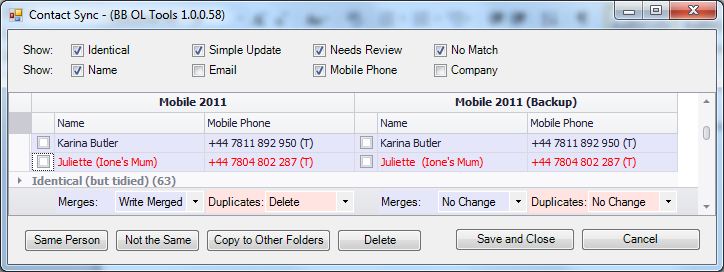 Contact Sync - (BB OL Tools 1.0.0.58)
Show: Identical Simple Update Needs Review No Match
Show: Name Email Mobile Phone Company
Mobile 2011 Mobile 2011 (Backup)
Name Mobile Phone Name Mobile Phone
Karina Butler +44 7811 892 950 (T) Karina Butler +44 7811 892 950 (T)
Juliette (Ione's Mum) +44 7804 802 287 (T) Juliette (Ione's Mum) +44 7804 802 287 (T)
Identical (but tidied) (63)
Merges: Write Merged Duplicates: Delete Merges: No Change Duplicates: No Change
Same Person Not the Same Copy to Other Folders Delete Save and Close Cancel